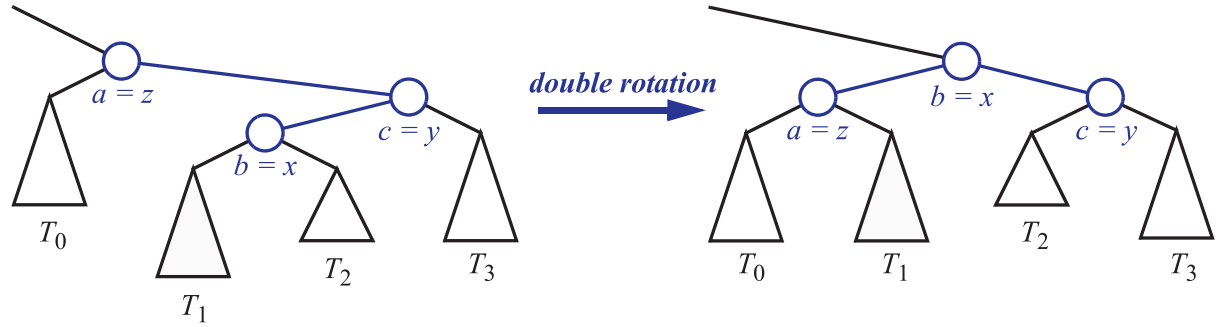 a = z
b = x
c = y
T0
T1
T2
T3
double rotation
b = x
a = z
c = y
T0
T1
T2
T3